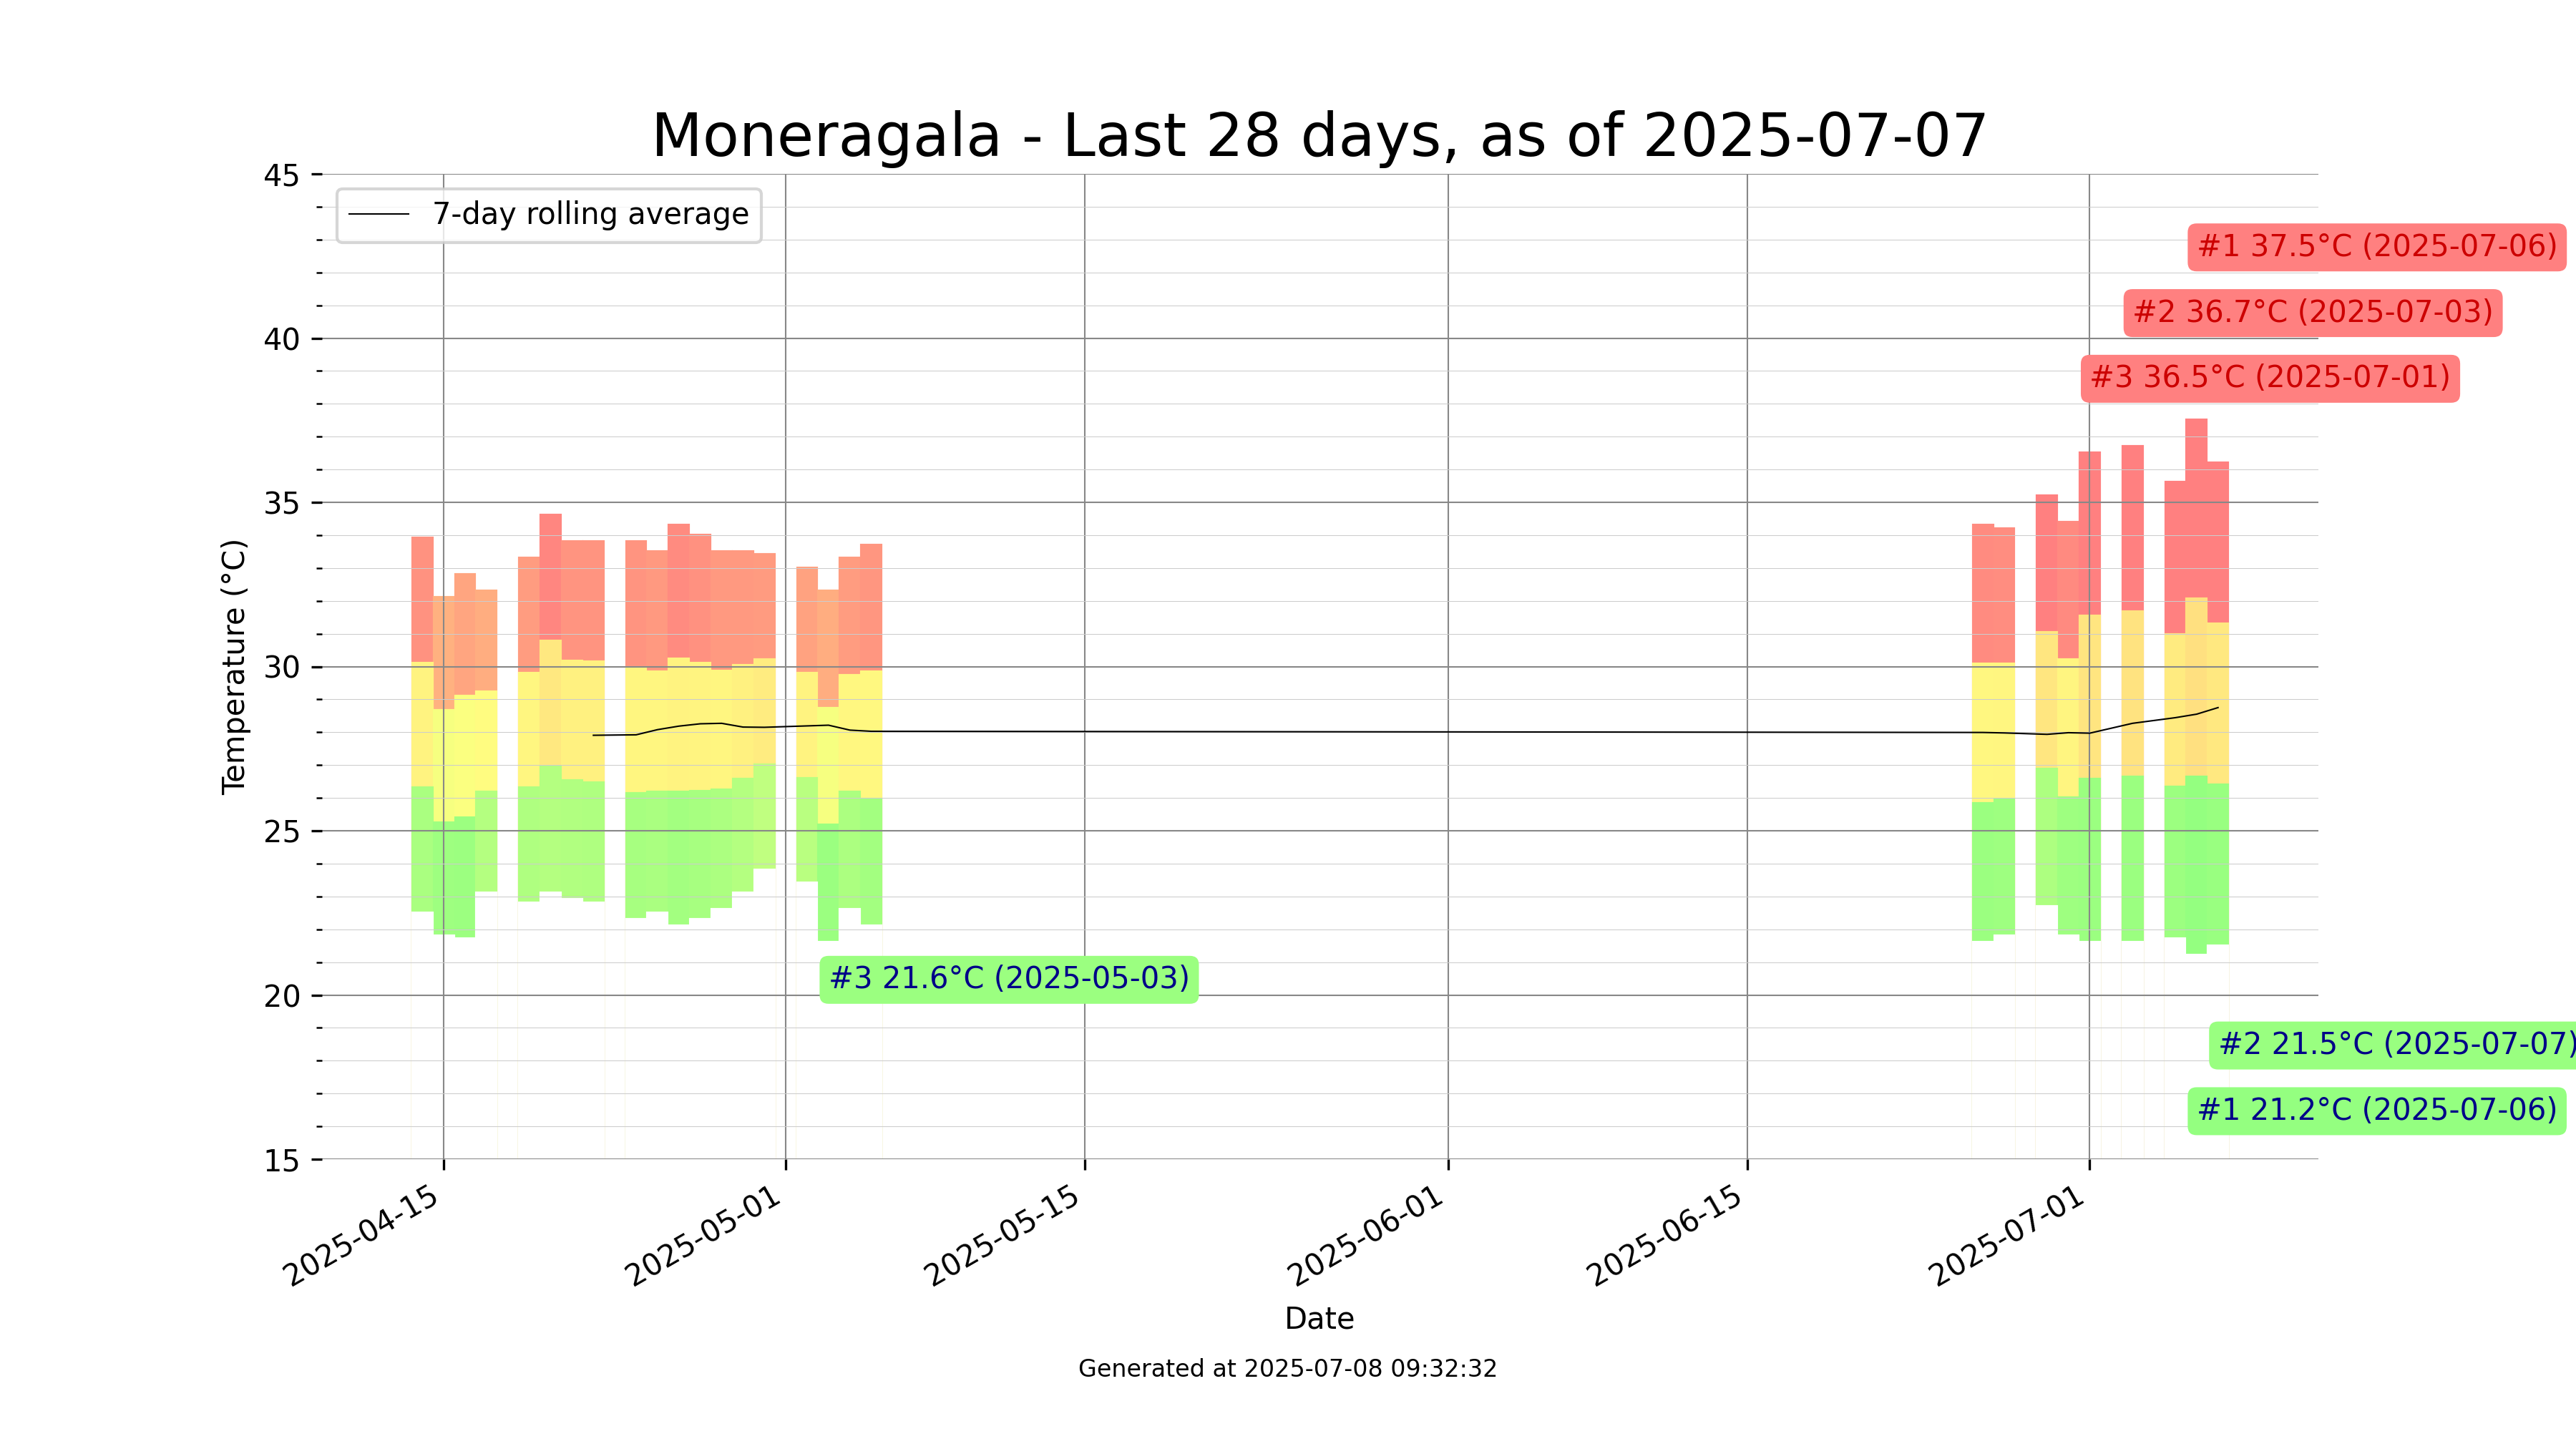 Moneragala - Last 28 days, as of 2025-07-07
7-day rolling average
#1 37.5°C (2025-07-06)
#2 36.7°C (2025-07-03)
#3 36.5°C (2025-07-01)
45
40
35
30
25
20
15
Temperature (°C)
#3 21.6°C (2025-05-03)
#2 21.5°C (2025-07-07)
#1 21.2°C (2025-07-06)
2025-04-15
2025-05-01
2025-05-15
2025-06-01
2025-06-15
2025-07-01
Date
Generated at 2025-07-08 09:32:32